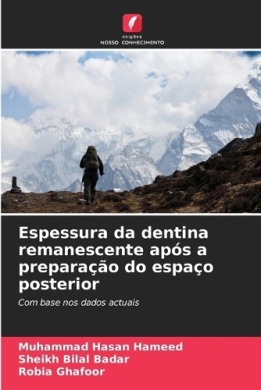 edições
NOSSO CONHECIMENTO
Espessura da dentina
remanescente após a
preparação do espaço
posterior
Com base nos dados actuais
Muhammad Hasan Hameed
Sheikh Bilal Badar
Robia Ghafoor